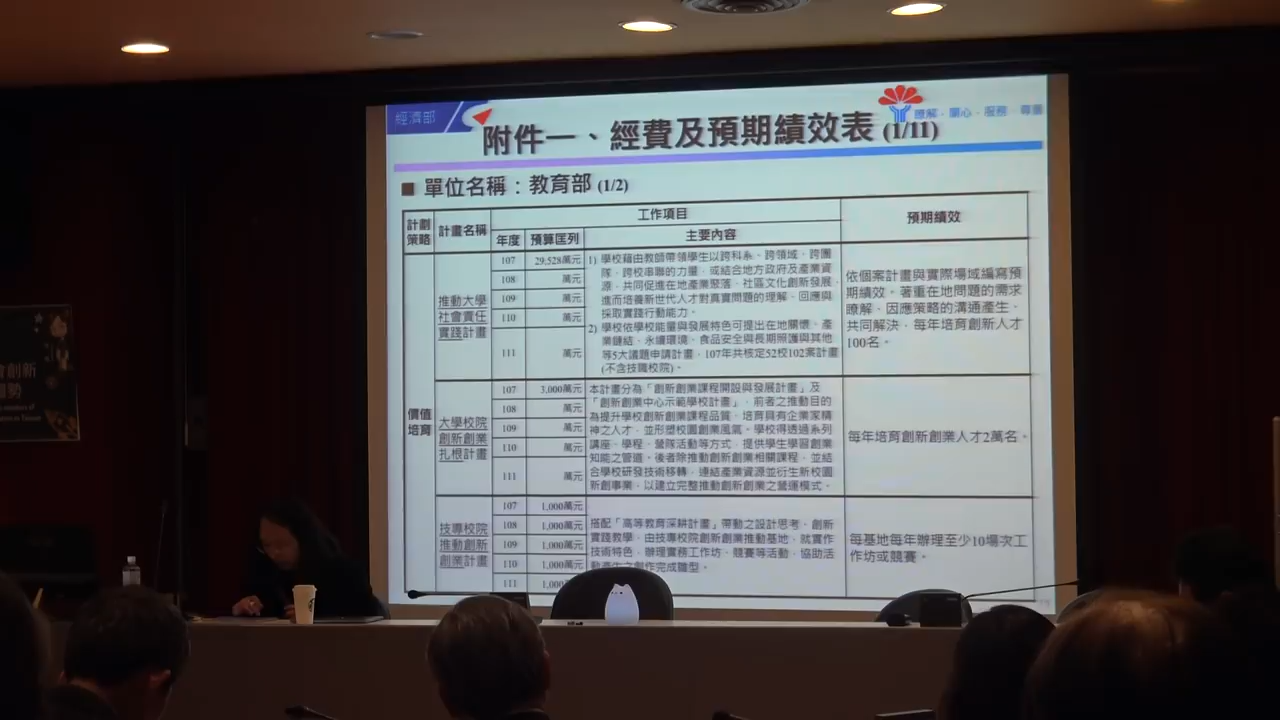 經濟部
瞭解、關心、服務 尊重
附件一、經費及預期績效表 (1/11)
■ 單位名稱：教育部 (1/2)
計劃策略
計畫名稱
工作項目
預期績效
年度
預算匡列
主要內容
價值培育
推動大學
社會責任
實踐計畫
107 29,528萬元
108 萬元
109 萬元
110 萬元
111 萬元
1) 學校藉由教師帶領學生以跨科系、跨領域、跨團
隊、跨校串聯的力量，或結合地方政府及產業資
源，共同促進在地產業聚落、社區文化創新發展，
進而培養新世代人才對真實問題的理解、回應與
採取實踐行動能力。
2) 學校依學校能量與發展特色可提出在地關懷、產
業鏈結、永續環境、食品安全與長期照護與其他
等5大議題申請計畫，107年共核定52校102案計畫
(不含技職校院)。
依個案計畫與實際場域編寫預
期績效。著重在地問題的需求
瞭解、因應策略的溝通產生、
共同解決，每年培育創新人才
100名。
大學校院
創新創業
扎根計畫
107 3,000萬元
108 萬元
109 萬元
110 萬元
111 萬元
本計畫分為「創新創業課程開設與發展計畫」及
「創新創業中心示範學校計畫」，前者之推動目的
為提升學校創新創業課程品質、培育具有企業家精
神之人才，並形塑校園創業風氣。學校得透過系列
講座、學程、營隊活動等方式，提供學生學習創業
知能之管道。後者除推動創新創業相關課程，並結
合學校研發技術移轉、連結產業資源並衍生新校園
新創事業，以建立完整推動創新創業之營運模式。
每年培育創新創業人才2萬名。
技專校院
推動創新
創業計畫
107 1,000萬元
108 1,000萬元
109 1,000萬元
110 1,000萬元
111 1,000
搭配「高等教育深耕計畫」帶動之設計思考、創新
實踐教學，由技專校院創新創業推動基地，就實作
技術特色，辦理實務工作坊、競賽等活動，協助活
動產生之創作完成雛型。
每基地每年辦理至少10場次工
作坊或競賽。
會創新